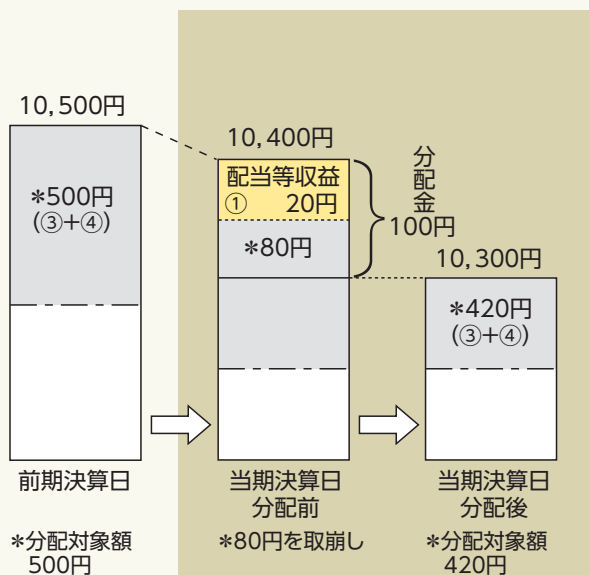 10,500円
*500円
(③+④)
前期決算日
*分配対象額
500円
10,400円
配当等収益
① 20円
*80円
分配金
100円
当期決算日
分配前
*80円を取崩し
10,300円
*420円
(③+④)
当期決算日
分配後
*分配対象額
420円